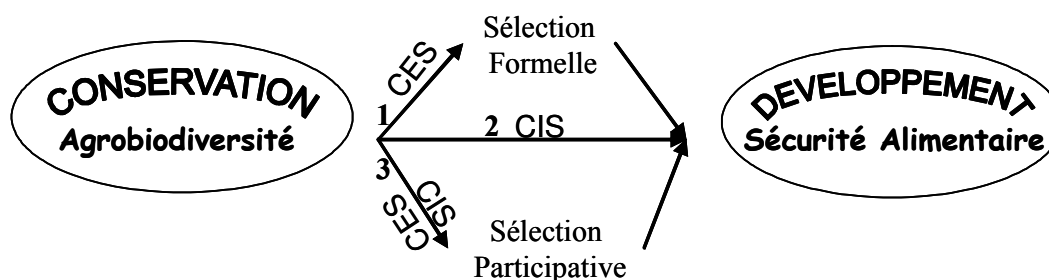 CONSERVATION
Agrobiodiversité
1 CES
2 CIS
3 CIS
CES
Sélection
Formelle
Sélection
Participative
DEVELOPPEMENT
Sécurité Alimentaire